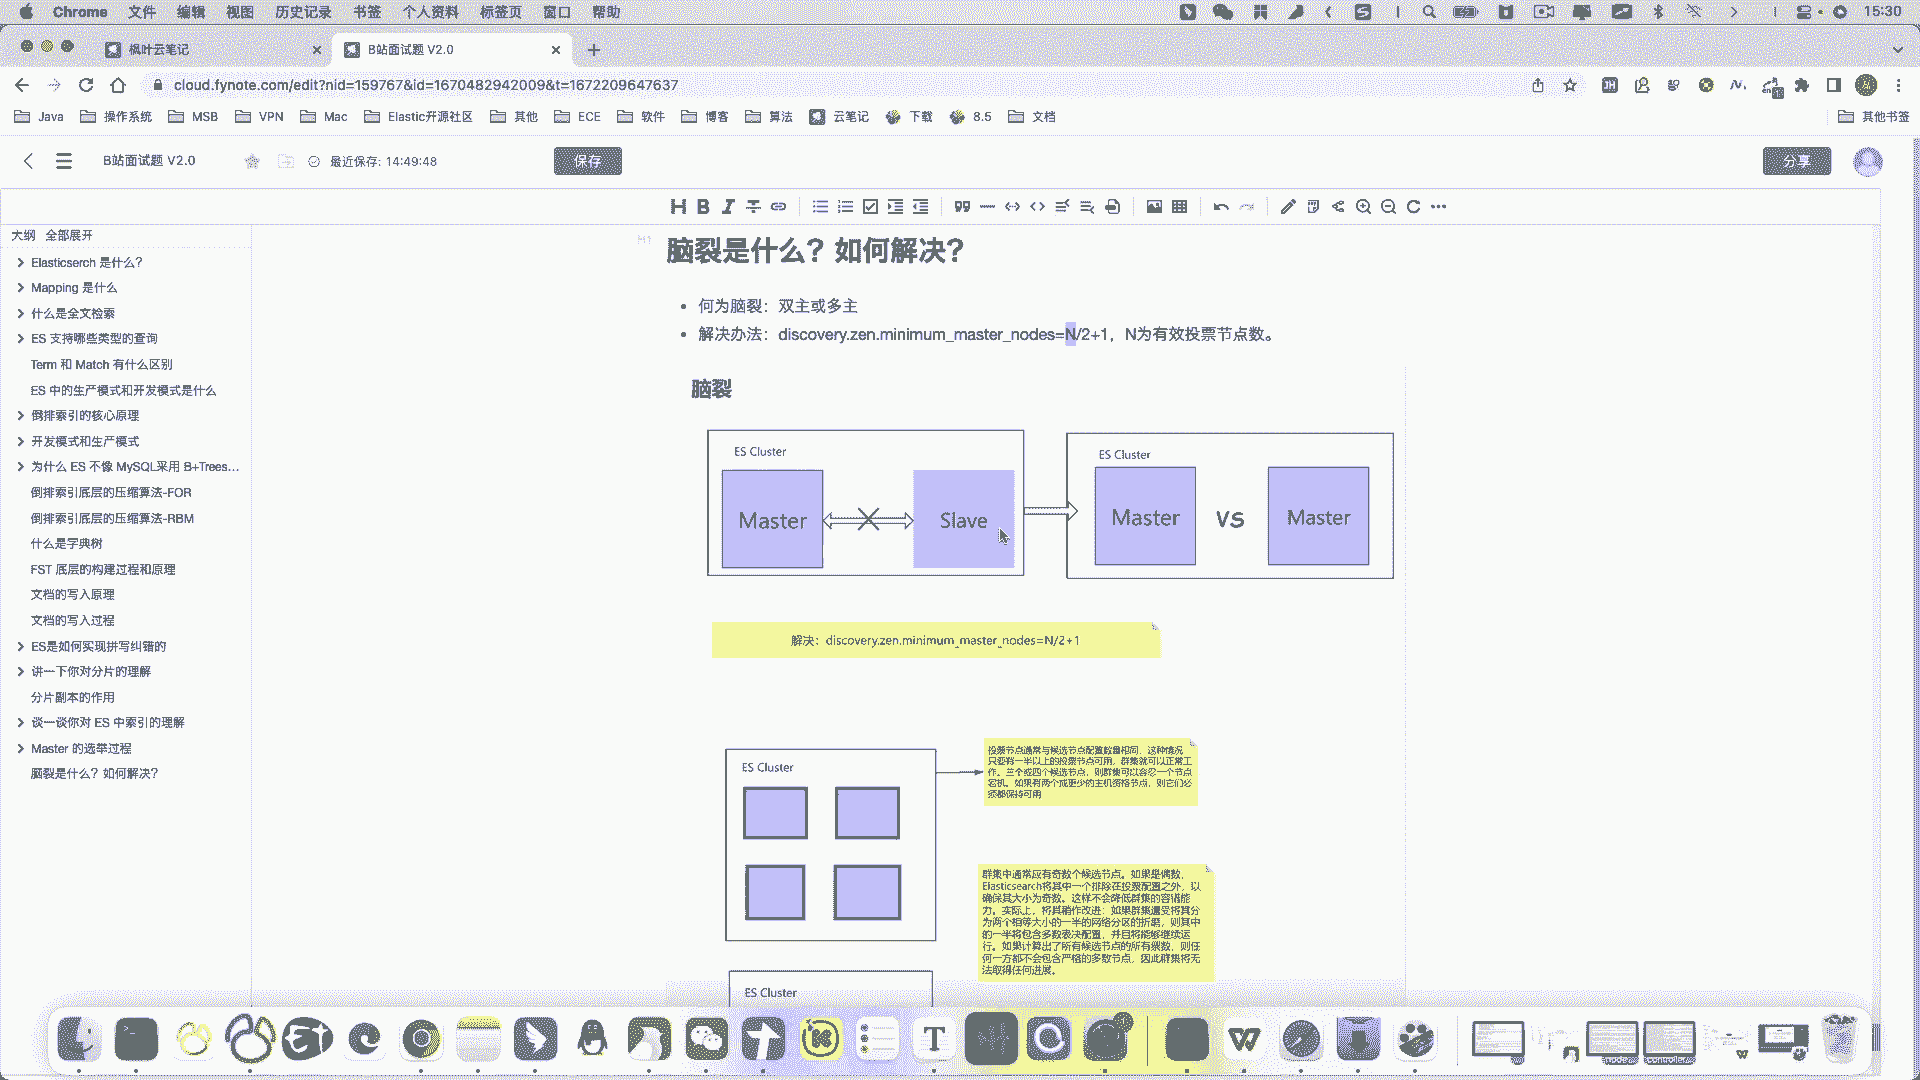 Chrome 文件 编辑 视图 历史记录 书签 个人资料 标签页 窗口 帮助 15:30
枫叶云笔记 B站面试题 V2.0
cloud.fynote.com/edit?nid=159767&id=1670482942009&t=1672209647637
Java 操作系统 MSB VPN Mac Elastic开源社区 其他 ECE 软件 博客 算法 云笔记 下载 8.5 文档 其他书签
B站面试题 V2.0 最近保存: 14:49:48 保存 分享
大纲 全部展开
Elasticserch 是什么?
Mapping 是什么
什么是全文检索
ES 支持哪些类型的查询
Term 和 Match 有什么区别
ES 中的生产模式和开发模式是什么
倒排索引的核心原理
开发模式和生产模式
为什么 ES 不像 MySQL采用 B+Trees...
倒排索引底层的压缩算法-FOR
倒排索引底层的压缩算法-RBM
什么是字典树
FST 底层的构建过程和原理
文档的写入原理
文档的写入过程
ES是如何实现拼写纠错的
讲一下你对分片的理解
分片副本的作用
谈一谈你对 ES 中索引的理解
Master 的选举过程
脑裂是什么？如何解决?
H1 脑裂是什么？如何解决?
何为脑裂：双主或多主
解决办法：discovery.zen.minimum_master_nodes=N/2+1，N为有效投票节点数。
脑裂
ES Cluster
Master
Slave
ES Cluster
Master
VS
Master
解决：discovery.zen.minimum_master_nodes=N/2+1
ES Cluster
投票节点通常与候选节点配置数量相同，这种情况
只要有一半以上的投票节点可用，群集就可以正常工
作。三个或四个候选节点，则群集可以容忍一个节点
宕机。如果有两个或更少的主机资格节点，则它们必
须都保持可用
群集中通常应有奇数个候选节点。如果是偶数，
Elasticsearch将其中一个排除在投票配置之外，以
确保其大小为奇数。这样不会降低群集的容错能
力。实际上，将其稍作改进：如果群集遭受将其分
为两个相等大小的一半的网络分区的折磨，则其中
的一半将包含多数表决配置，并且将能够继续运
行。如果计算出了所有候选节点的所有票数，则任
何一方都不会包含严格的多数节点，因此群集将无
法取得任何进展。
ES Cluster